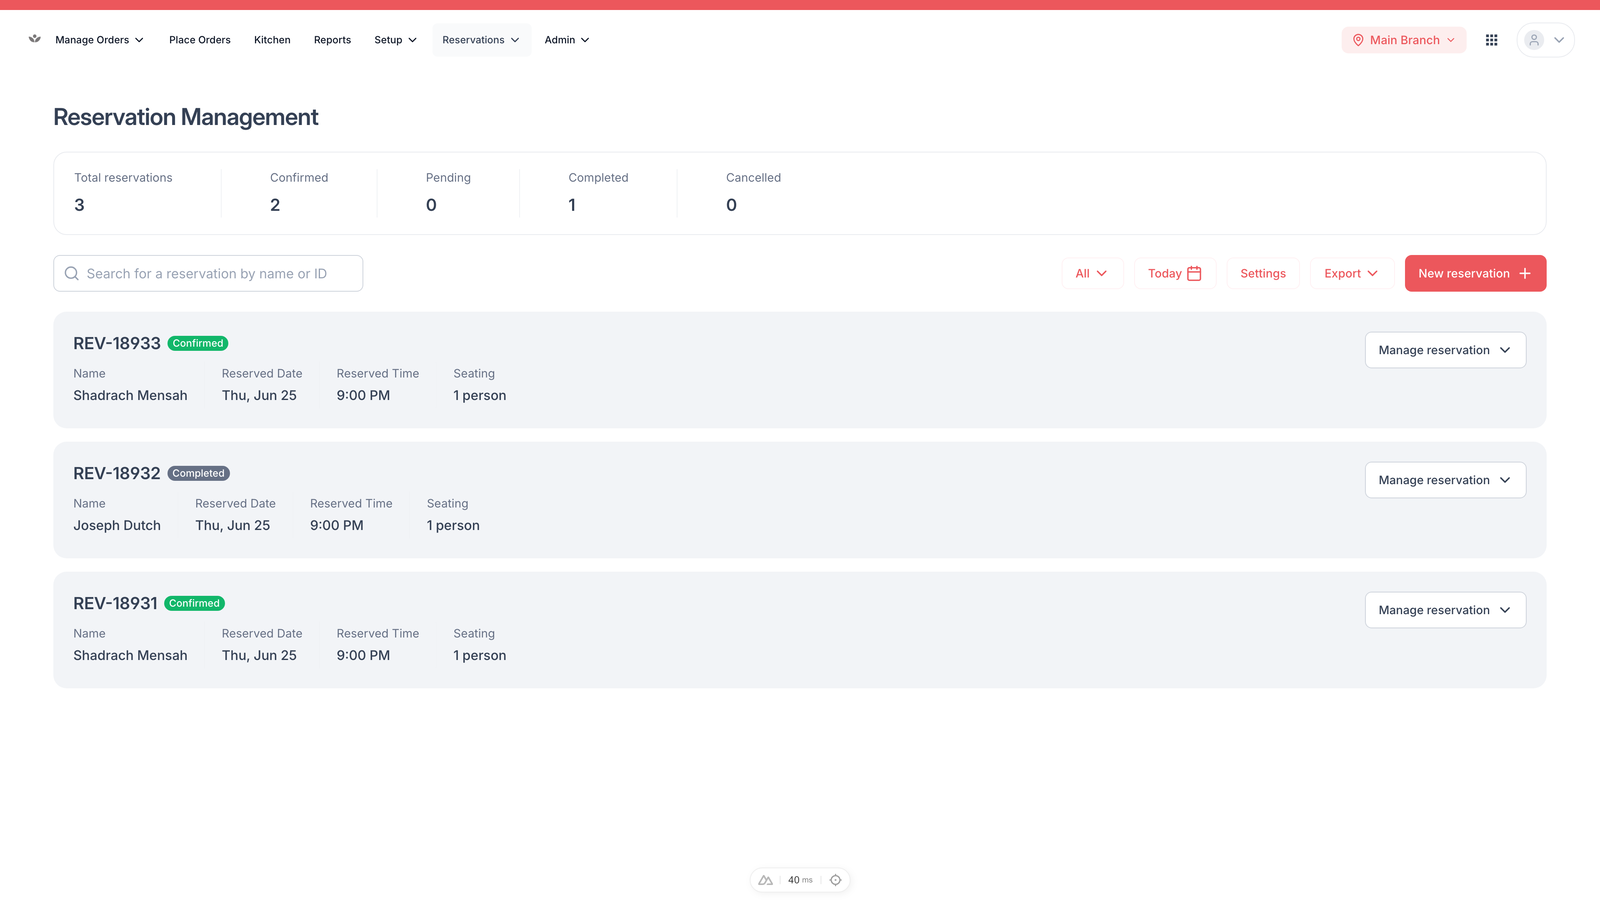 Manage Orders Place Orders Kitchen Reports Setup Reservations Admin Main Branch
Reservation Management
Total reservations Confirmed Pending Completed Cancelled
3 2 0 1 0
Search for a reservation by name or ID All Today Settings Export New reservation
REV-18933 Confirmed Manage reservation
Name Reserved Date Reserved Time Seating
Shadrach Mensah Thu, Jun 25 9:00 PM 1 person
REV-18932 Completed Manage reservation
Name Reserved Date Reserved Time Seating
Joseph Dutch Thu, Jun 25 9:00 PM 1 person
REV-18931 Confirmed Manage reservation
Name Reserved Date Reserved Time Seating
Shadrach Mensah Thu, Jun 25 9:00 PM 1 person
40 ms